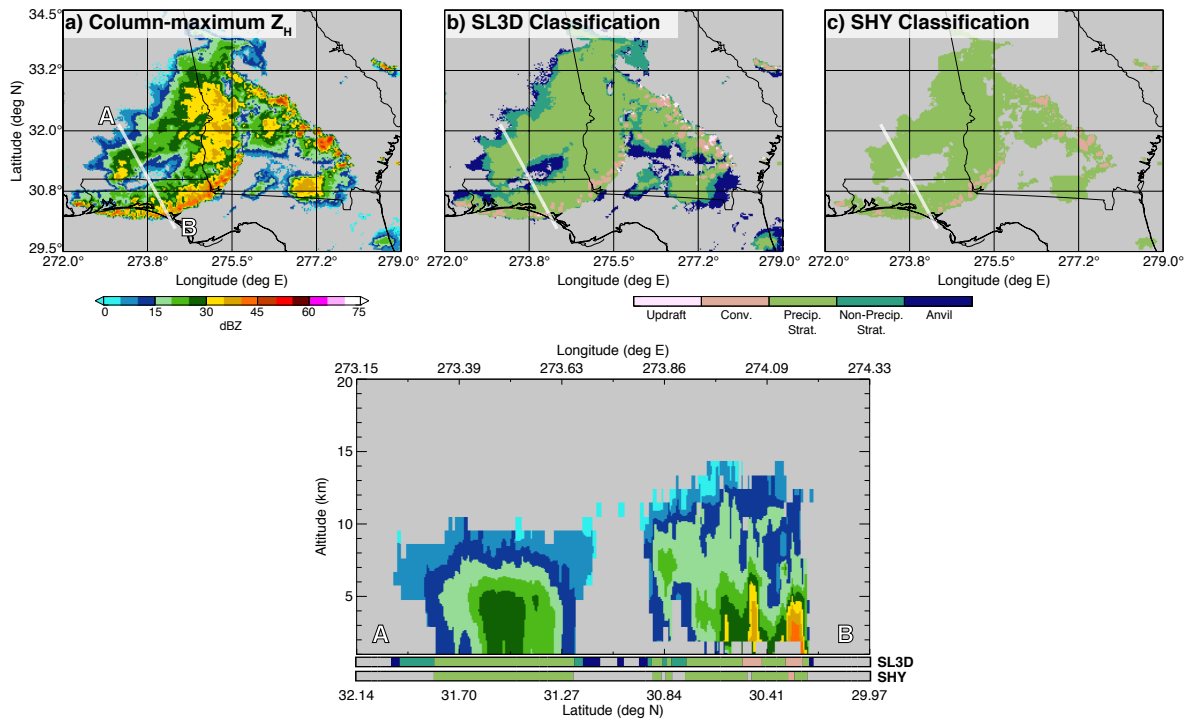 a) Column-maximum Z_H
b) SL3D Classification
c) SHY Classification
34.5°
33.2°
32.0°
30.8°
29.5°
Latitude (deg N)
A
B
272.0° 273.8° 275.5° 277.2° 279.0°
272.0° 273.8° 275.5° 277.2° 279.0°
272.0° 273.8° 275.5° 277.2° 279.0°
Longitude (deg E)
Longitude (deg E)
Longitude (deg E)
0 15 30 45 60 75
dBZ
Updraft
Conv.
Precip.
Strat.
Non-Precip.
Strat.
Anvil
Longitude (deg E)
273.15 273.39 273.63 273.86 274.09 274.33
20
15
10
5
Altitude (km)
A
B
SL3D
SHY
32.14 31.70 31.27 30.84 30.41 29.97
Latitude (deg N)